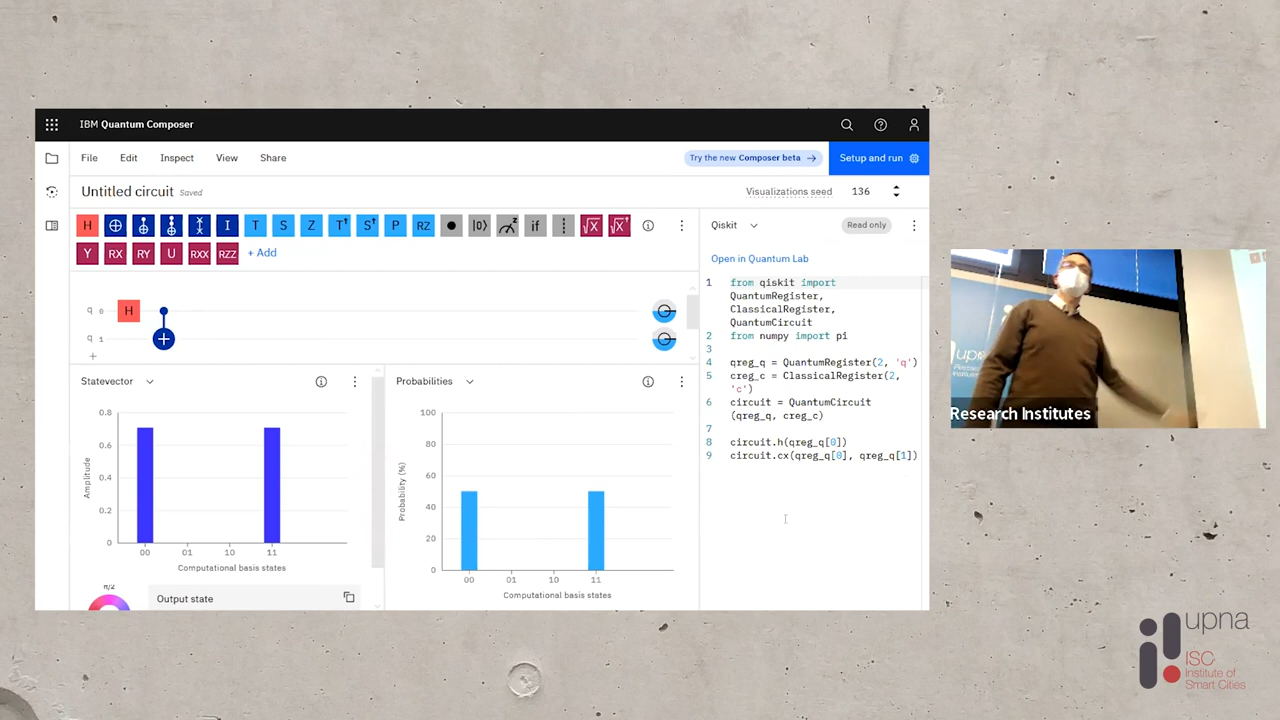 IBM Quantum Composer
File Edit Inspect View Share
Try the new Composer beta →
Setup and run
Untitled circuit Saved
Visualizations seed 136
H I T S Z T† S† P RZ |0⟩ z if √X √X†
Y RX RY U RXX RZZ + Add
Qiskit
Read only
Open in Quantum Lab
q 0 H
q 1 +
+
1 from qiskit import
QuantumRegister,
ClassicalRegister,
QuantumCircuit
2 from numpy import pi
3
4 qreg_q = QuantumRegister(2, 'q')
5 creg_c = ClassicalRegister(2,
'c')
6 circuit = QuantumCircuit
(qreg_q, creg_c)
7
8 circuit.h(qreg_q[0])
9 circuit.cx(qreg_q[0], qreg_q[1])
Statevector
0.8
0.6
0.4
0.2
0
Amplitude
00 01 10 11
Computational basis states
π/2
Output state
Probabilities
100
80
60
40
20
0
Probability (%)
00 01 10 11
Computational basis states
upna
Research Institutes
upna
ISC
Institute of
Smart Cities